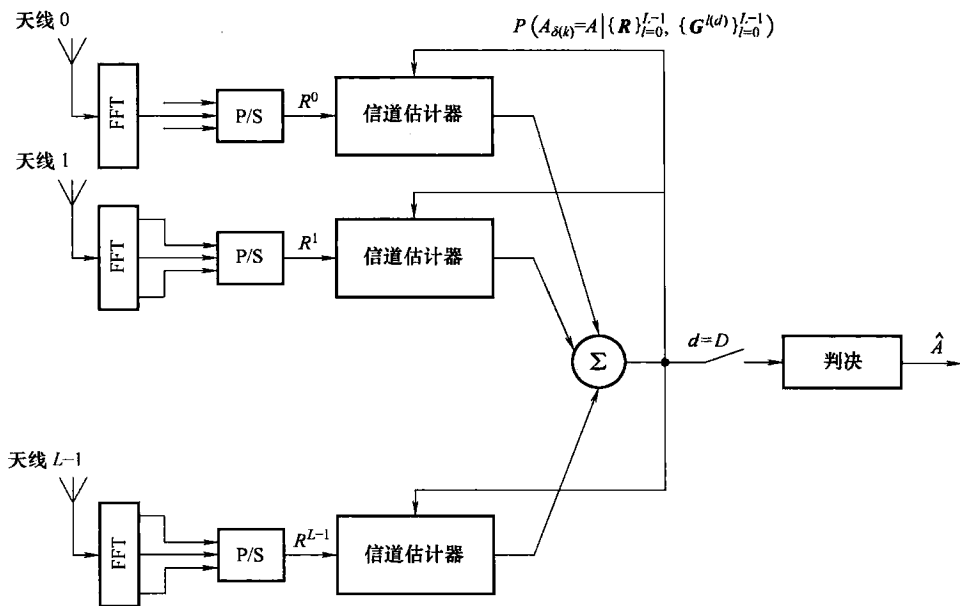 天线 0
P(A_{δ(k)}=A|{R}_{l=0}^{L-1}, {G^{l(d)}}_{l=0}^{L-1})
FFT
P/S
R^0
信道估计器
天线 1
FFT
P/S
R^1
信道估计器
Σ
d=D
判决
Â
天线 L-1
FFT
P/S
R^{L-1}
信道估计器